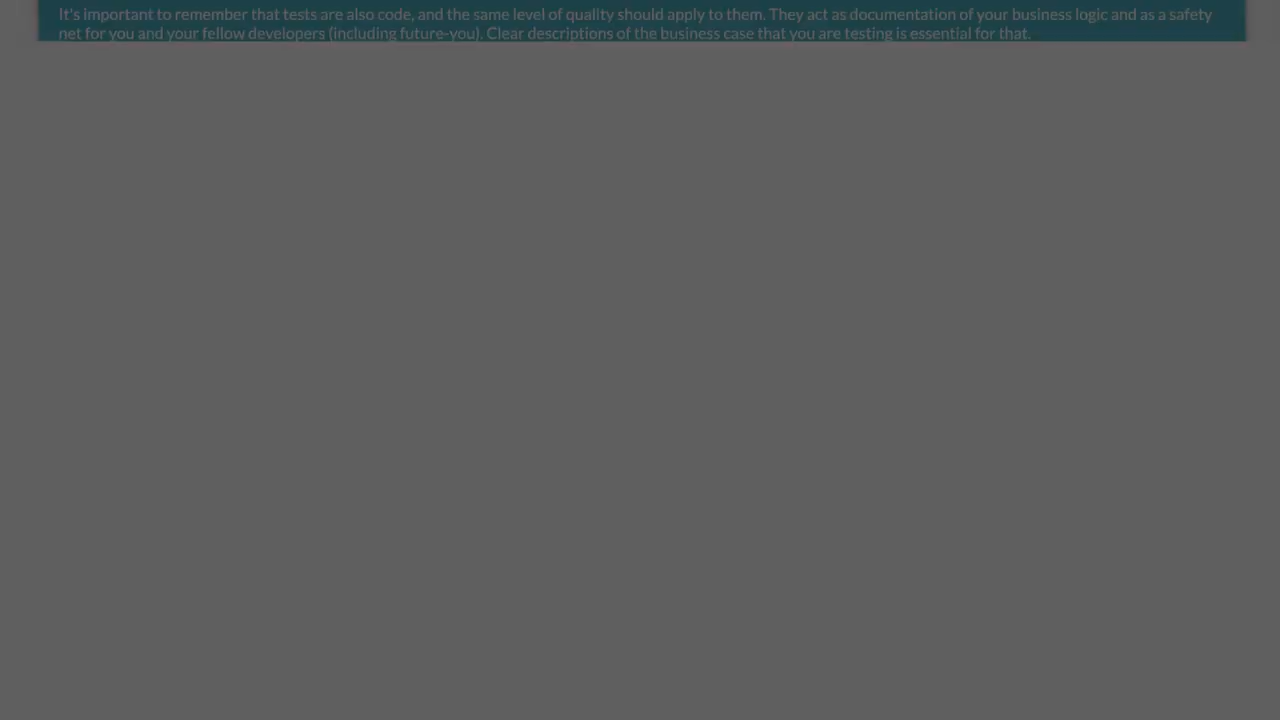 It's important to remember that tests are also code, and the same level of quality should apply to them. They act as documentation of your business logic and as a safety
net for you and your fellow developers (including future-you). Clear descriptions of the business case that you are testing is essential for that.